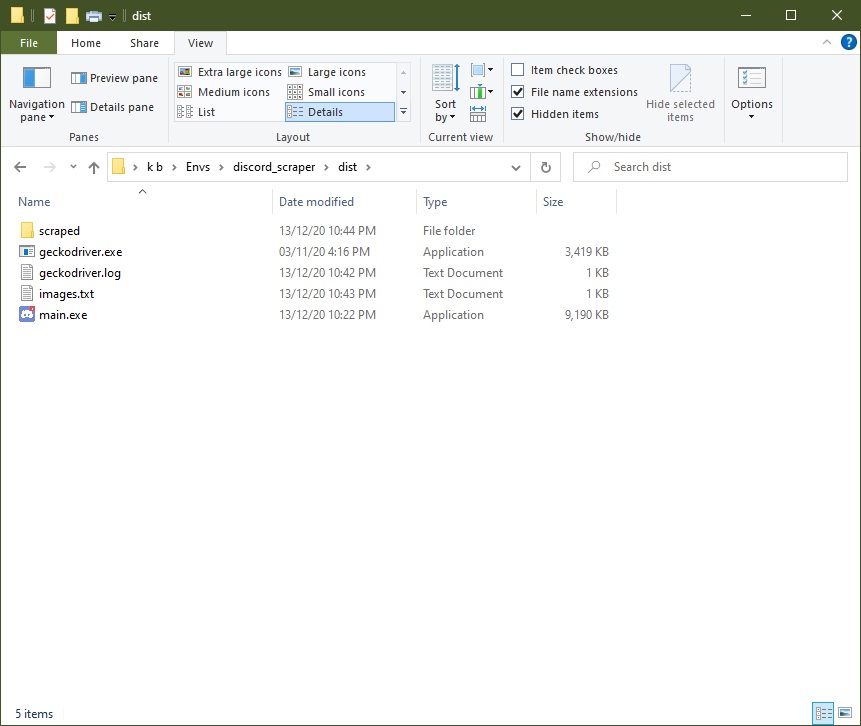 dist
File Home Share View
Navigation pane
Preview pane
Details pane
Panes
Extra large icons Large icons
Medium icons Small icons
List Details
Layout
Sort by
Current view
Item check boxes
File name extensions
Hidden items
Hide selected items
Show/hide
Options
k b › Envs › discord_scraper › dist ›
Search dist
Name Date modified Type Size
scraped 13/12/20 10:44 PM File folder
geckodriver.exe 03/11/20 4:16 PM Application 3,419 KB
geckodriver.log 13/12/20 10:42 PM Text Document 1 KB
images.txt 13/12/20 10:43 PM Text Document 1 KB
main.exe 13/12/20 10:22 PM Application 9,190 KB
5 items